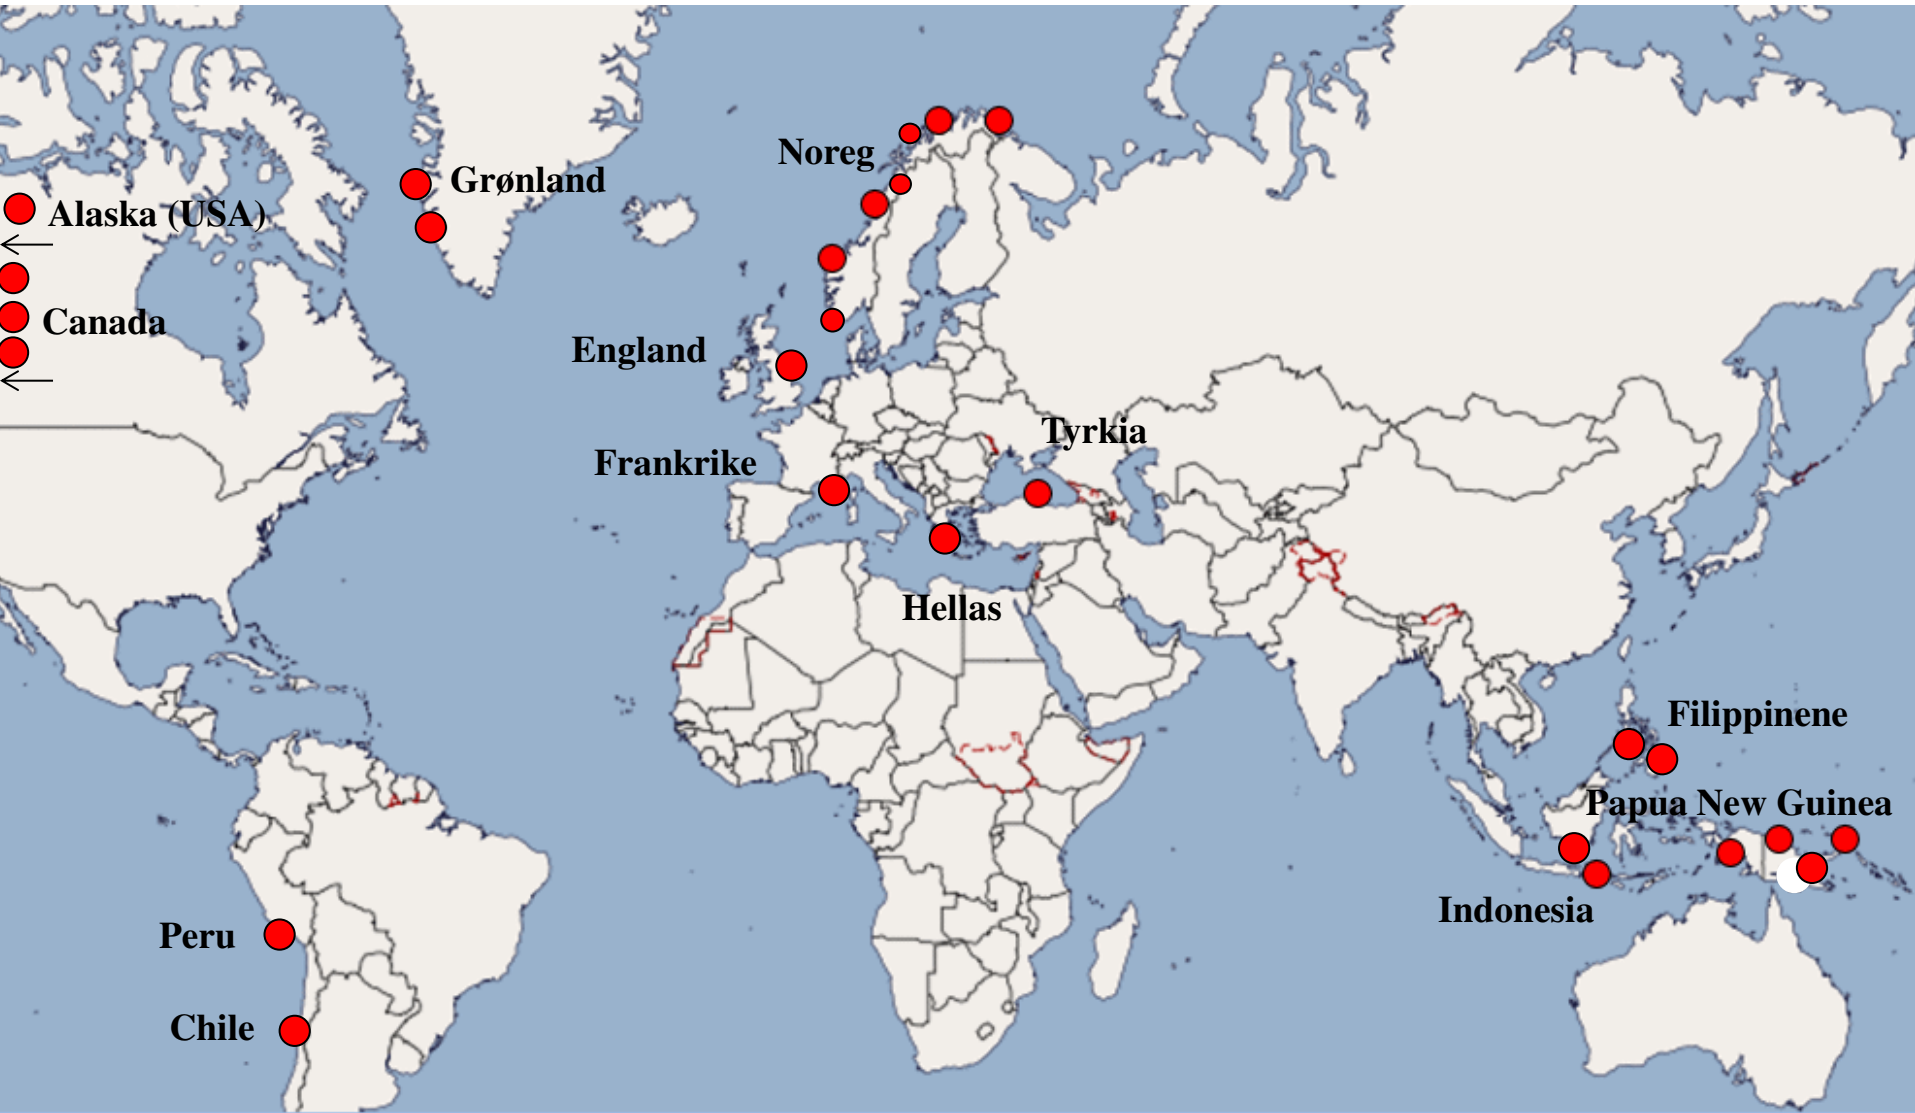 Noreg
Grønland
Alaska (USA)
Canada
England
Tyrkia
Frankrike
Hellas
Filippinene
Papua New Guinea
Indonesia
Peru
Chile